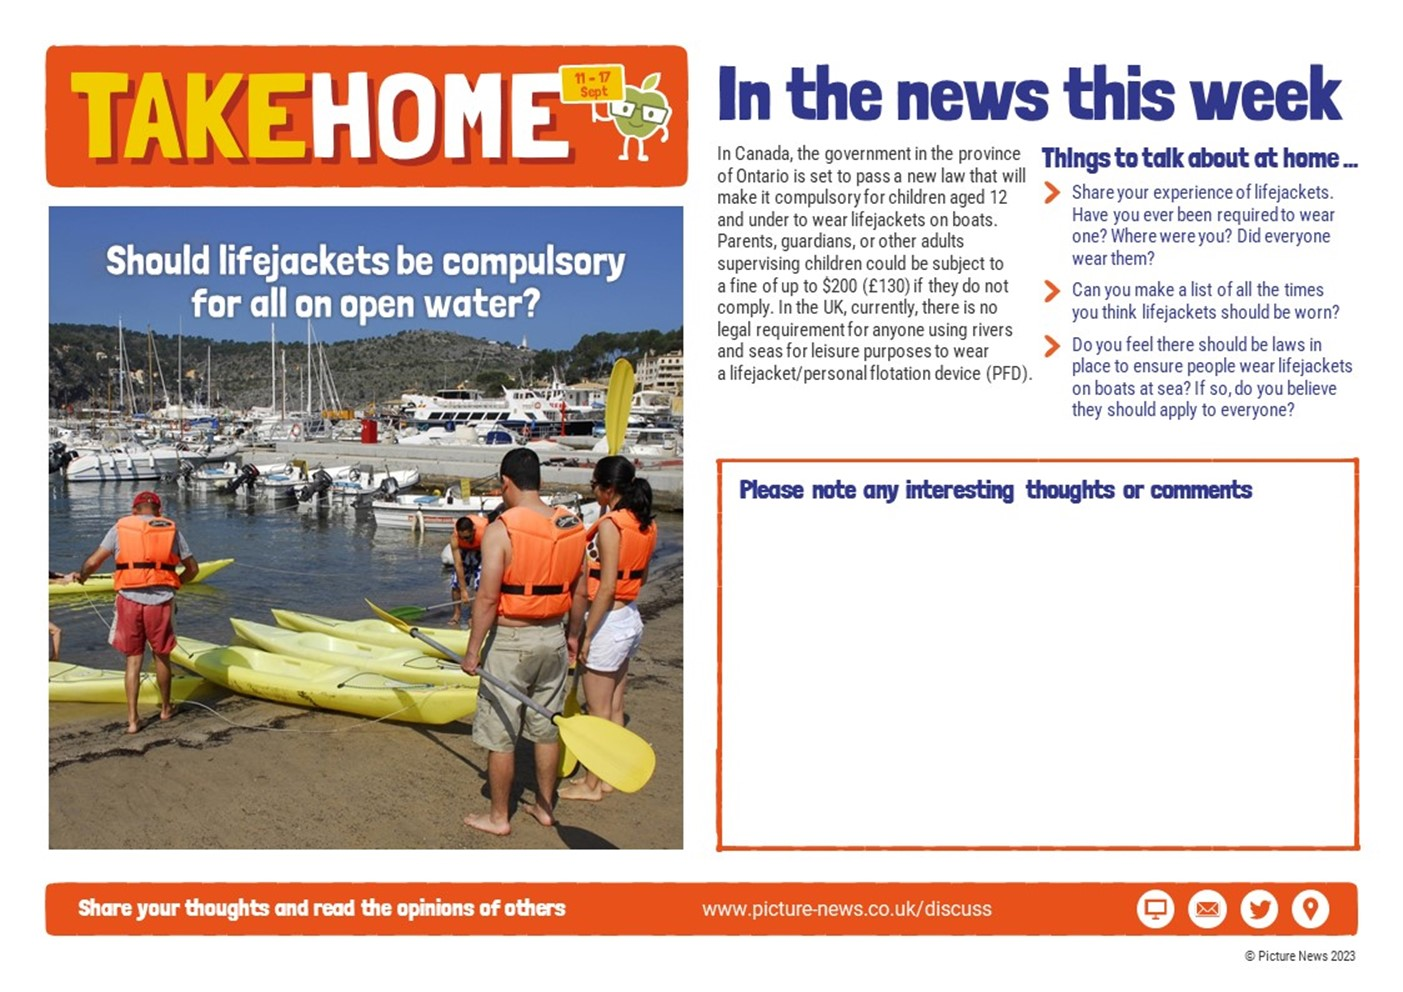 TAKEHOME
11 - 17
Sept
Should lifejackets be compulsory
for all on open water?
In the news this week
In Canada, the government in the province
of Ontario is set to pass a new law that will
make it compulsory for children aged 12
and under to wear lifejackets on boats.
Parents, guardians, or other adults
supervising children could be subject to
a fine of up to $200 (£130) if they do not
comply. In the UK, currently, there is no
legal requirement for anyone using rivers
and seas for leisure purposes to wear
a lifejacket/personal flotation device (PFD).
Things to talk about at home ...
Share your experience of lifejackets.
Have you ever been required to wear
one? Where were you? Did everyone
wear them?
Can you make a list of all the times
you think lifejackets should be worn?
Do you feel there should be laws in
place to ensure people wear lifejackets
on boats at sea? If so, do you believe
they should apply to everyone?
Please note any interesting thoughts or comments
Share your thoughts and read the opinions of others
www.picture-news.co.uk/discuss
© Picture News 2023